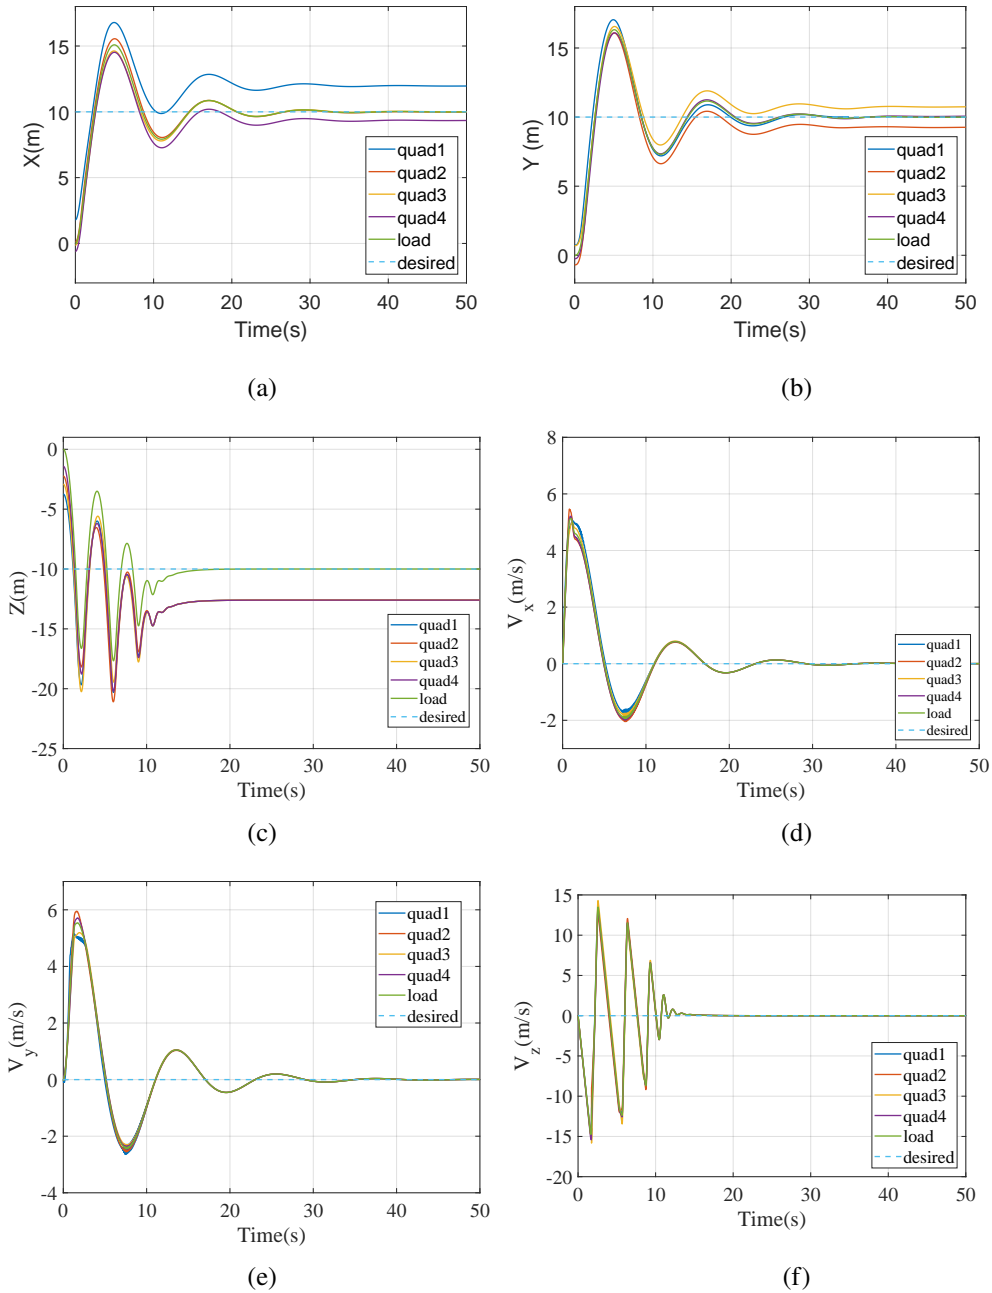 15
10
5
0
X(m)
quad1
quad2
quad3
quad4
load
desired
0 10 20 30 40 50
Time(s)
(a)
15
10
5
0
Y (m)
quad1
quad2
quad3
quad4
load
desired
0 10 20 30 40 50
Time(s)
(b)
0
-5
-10
-15
-20
-25
Z(m)
quad1
quad2
quad3
quad4
load
desired
0 10 20 30 40 50
Time(s)
(c)
8
6
4
2
0
-2
V_x(m/s)
quad1
quad2
quad3
quad4
load
desired
0 10 20 30 40 50
Time(s)
(d)
6
4
2
0
-2
-4
V_y(m/s)
quad1
quad2
quad3
quad4
load
desired
0 10 20 30 40 50
Time(s)
(e)
15
10
5
0
-5
-10
-15
-20
V_z(m/s)
quad1
quad2
quad3
quad4
load
desired
0 10 20 30 40 50
Time(s)
(f)